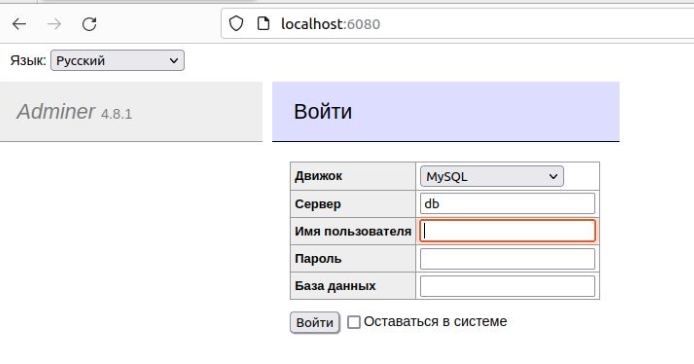 localhost:6080
Язык: Русский
Adminer 4.8.1
Войти
Движок MySQL
Сервер db
Имя пользователя
Пароль
База данных
Войти Оставаться в системе